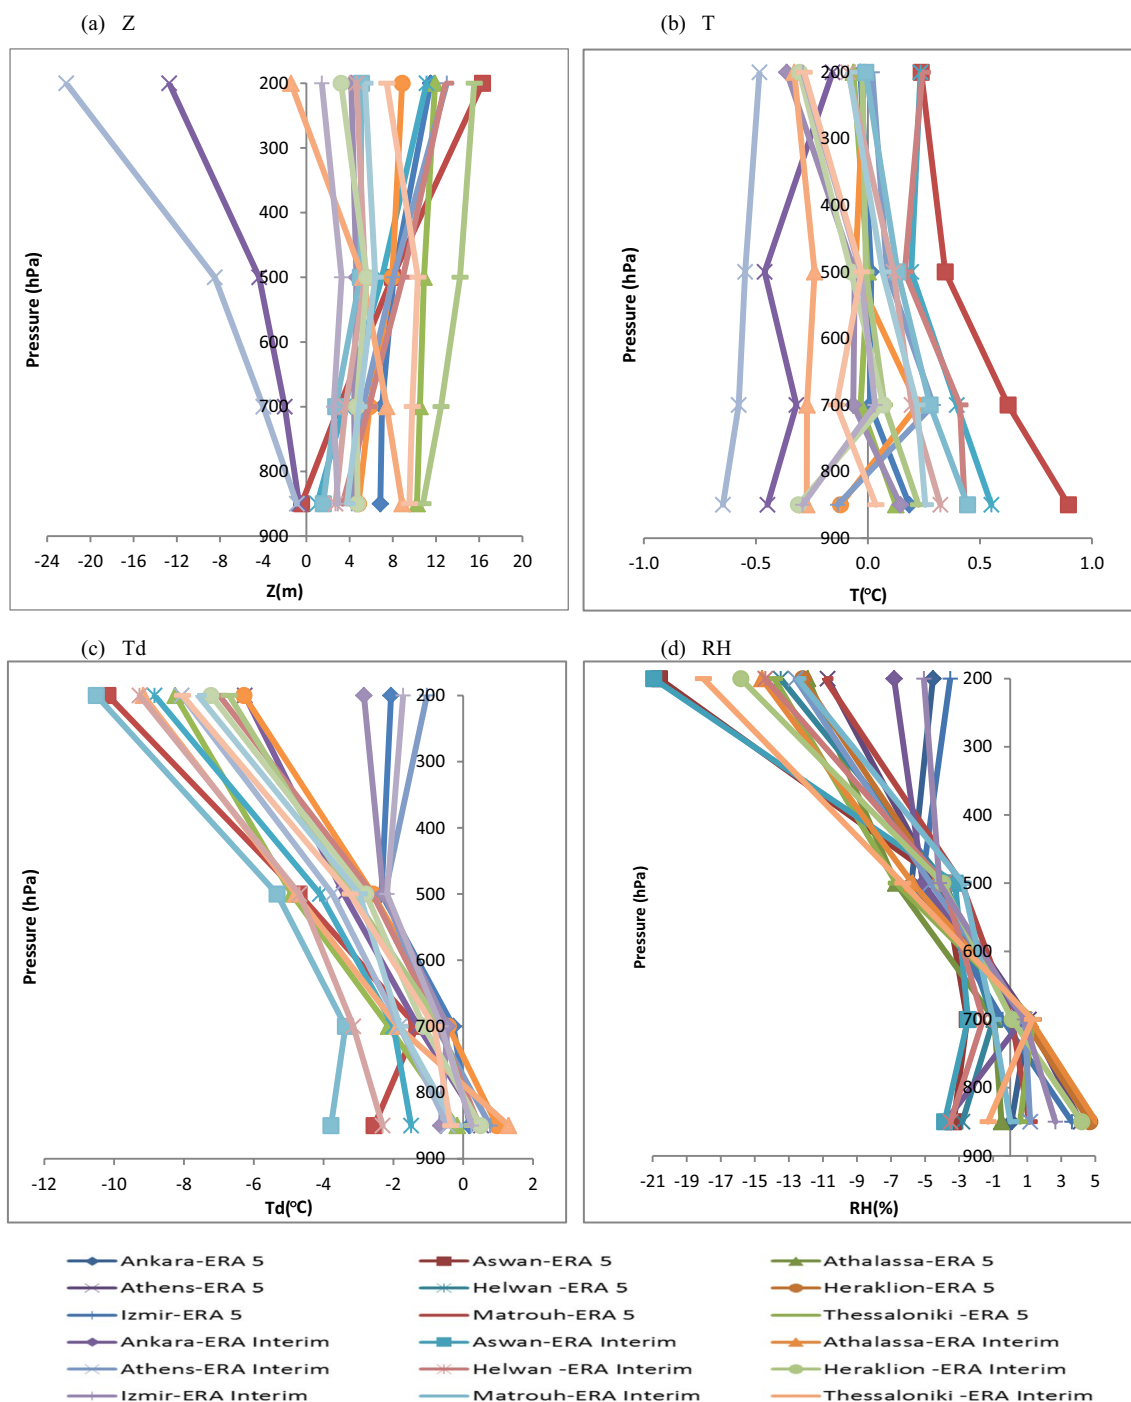 (a) Z
(b) T
200
300
400
500
600
700
800
900
Pressure (hPa)
-24 -20 -16 -12 -8 -4 0 4 8 12 16 20
Z(m)
200
300
400
500
600
700
800
900
Pressure (hPa)
-1.0 -0.5 0.0 0.5 1.0
T(°C)
(c) Td
(d) RH
200
300
400
500
600
700
800
900
Pressure (hPa)
-12 -10 -8 -6 -4 -2 0 2
Td(°C)
200
300
400
500
600
700
800
900
Pressure (hPa)
-21 -19 -17 -15 -13 -11 -9 -7 -5 -3 -1 1 3 5
RH(%)
Ankara-ERA 5 Aswan-ERA 5 Athalassa-ERA 5
Athens-ERA 5 Helwan -ERA 5 Heraklion-ERA 5
Izmir-ERA 5 Matrouh-ERA 5 Thessaloniki -ERA 5
Ankara-ERA Interim Aswan-ERA Interim Athalassa-ERA Interim
Athens-ERA Interim Helwan -ERA Interim Heraklion -ERA Interim
Izmir-ERA Interim Matrouh-ERA Interim Thessaloniki -ERA Interim